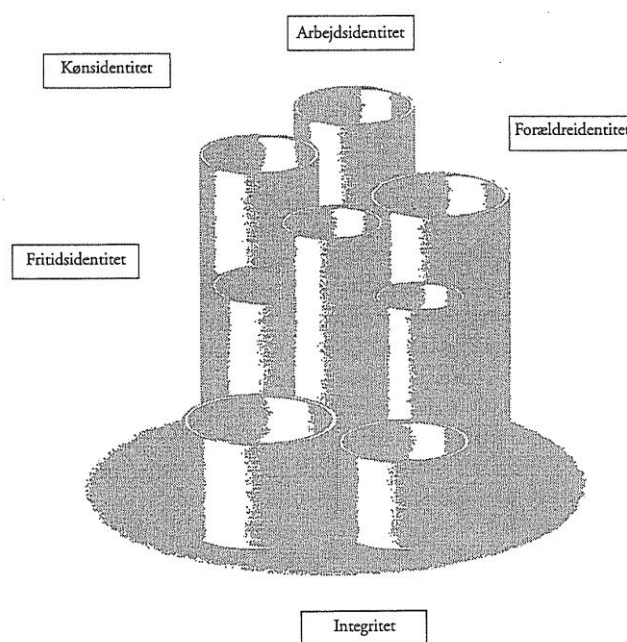 Arbejdsidentitet
Kønsidentitet
Forældreidentitet
Fritidsidentitet
Integritet